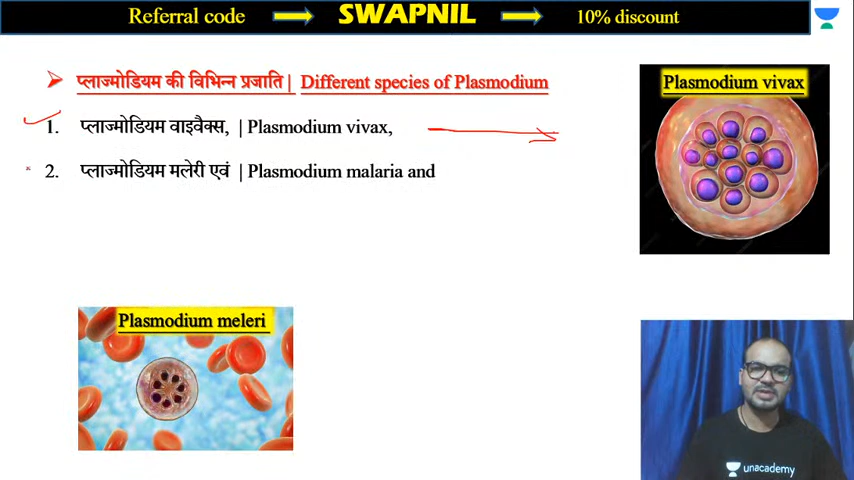 Referral code SWAPNIL 10% discount
प्लाज्मोडियम की विभिन्न प्रजाति | Different species of Plasmodium
1. प्लाज्मोडियम वाइवैक्स, | Plasmodium vivax,
2. प्लाज्मोडियम मलेरी एवं | Plasmodium malaria and
Plasmodium vivax
Plasmodium meleri
unacademy